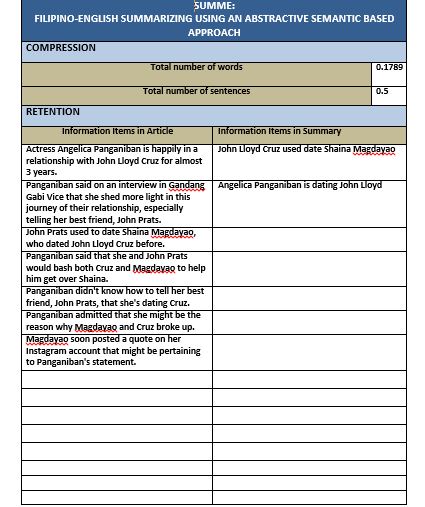 SUMME:
FILIPINO-ENGLISH SUMMARIZING USING AN ABSTRACTIVE SEMANTIC BASED
APPROACH
COMPRESSION
Total number of words 0.1789
Total number of sentences 0.5
RETENTION
Information Items in Article Information Items in Summary
Actress Angelica Panganiban is happily in a
relationship with John Lloyd Cruz for almost
3 years.
John Lloyd Cruz used date Shaina Magdayao
Panganiban said on an interview in Gandang
Gabi Vice that she shed more light in this
journey of their relationship, especially
telling her best friend, John Prats.
Angelica Panganiban is dating John Lloyd
John Prats used to date Shaina Magdayao,
who dated John Lloyd Cruz before.
Panganiban said that she and John Prats
would bash both Cruz and Magdayao to help
him get over Shaina.
Panganiban didn't know how to tell her best
friend, John Prats, that she's dating Cruz.
Panganiban admitted that she might be the
reason why Magdayao and Cruz broke up.
Magdayao soon posted a quote on her
Instagram account that might be pertaining
to Panganiban's statement.